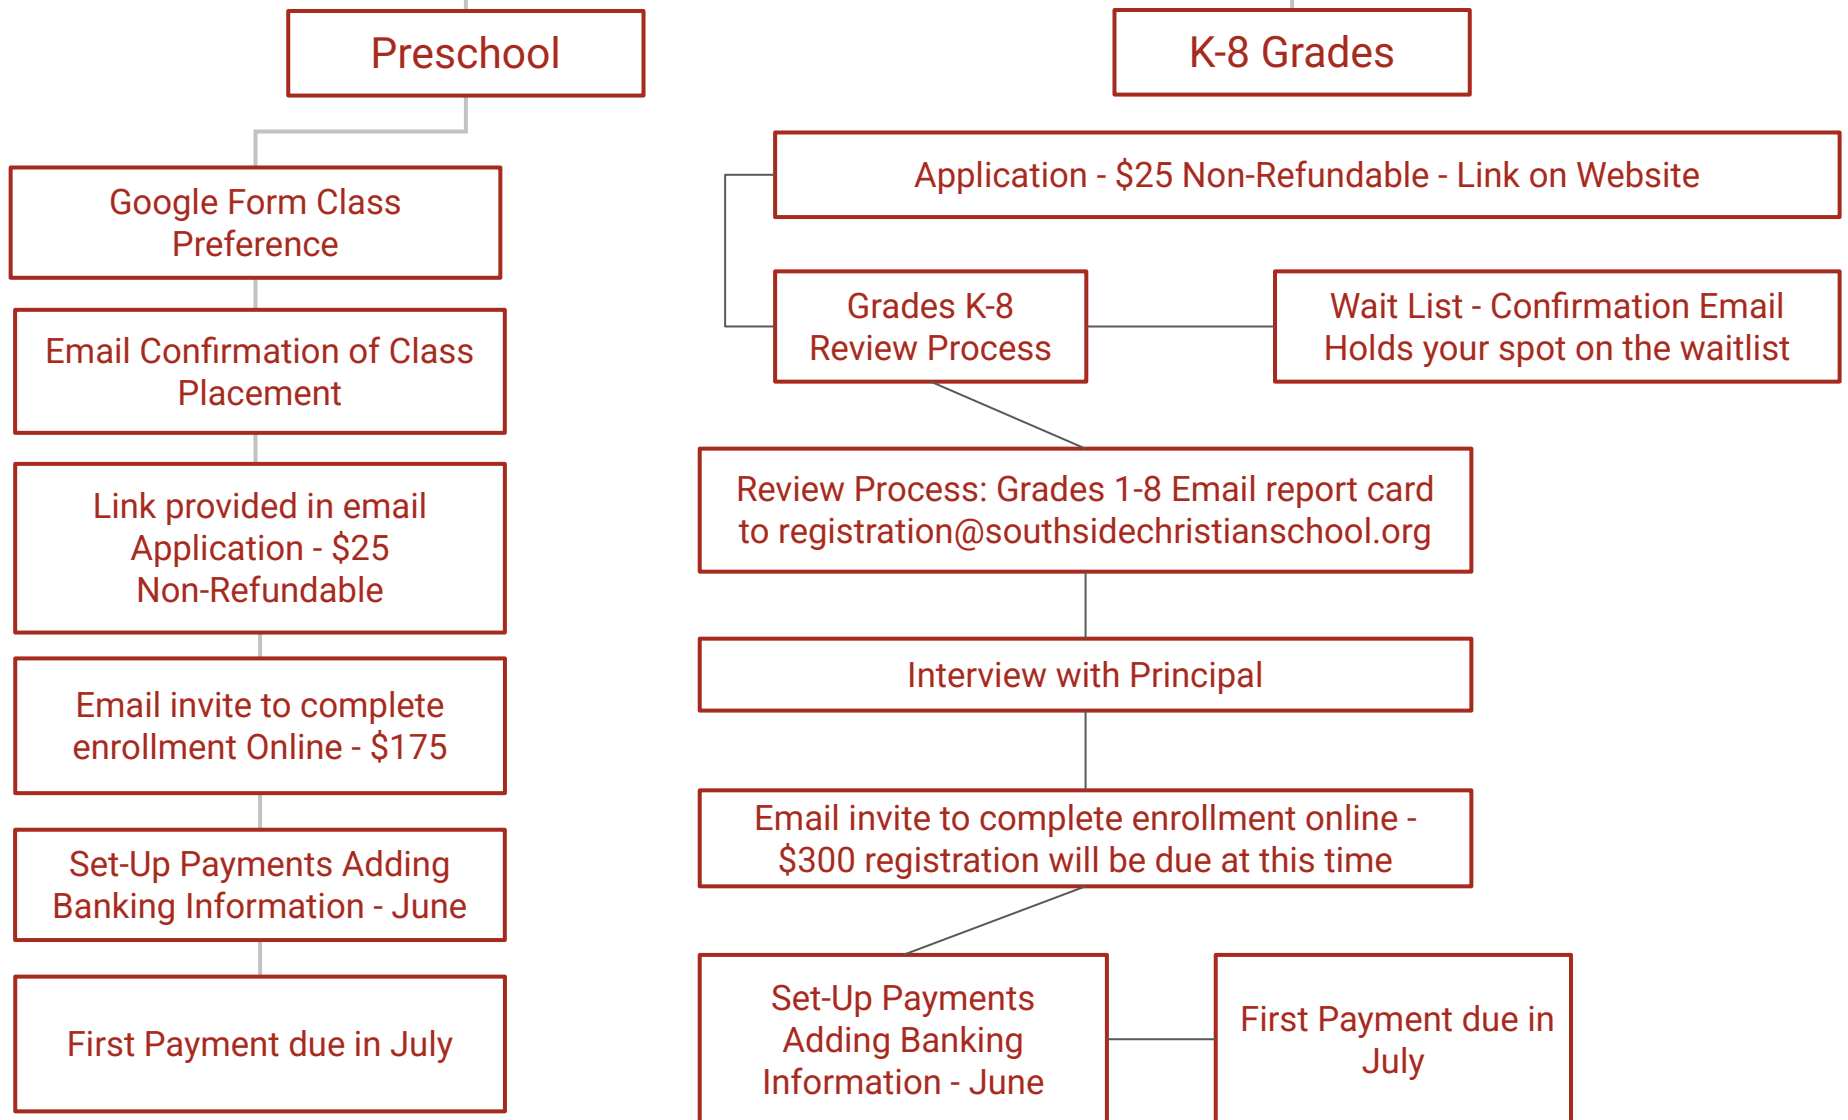 Preschool
K-8 Grades
Google Form Class
Preference
Email Confirmation of Class
Placement
Link provided in email
Application - $25
Non-Refundable
Email invite to complete
enrollment Online - $175
Set-Up Payments Adding
Banking Information - June
First Payment due in July
Application - $25 Non-Refundable - Link on Website
Grades K-8
Review Process
Wait List - Confirmation Email
Holds your spot on the waitlist
Review Process: Grades 1-8 Email report card
to registration@southsidechristianschool.org
Interview with Principal
Email invite to complete enrollment online -
$300 registration will be due at this time
Set-Up Payments
Adding Banking
Information - June
First Payment due in
July